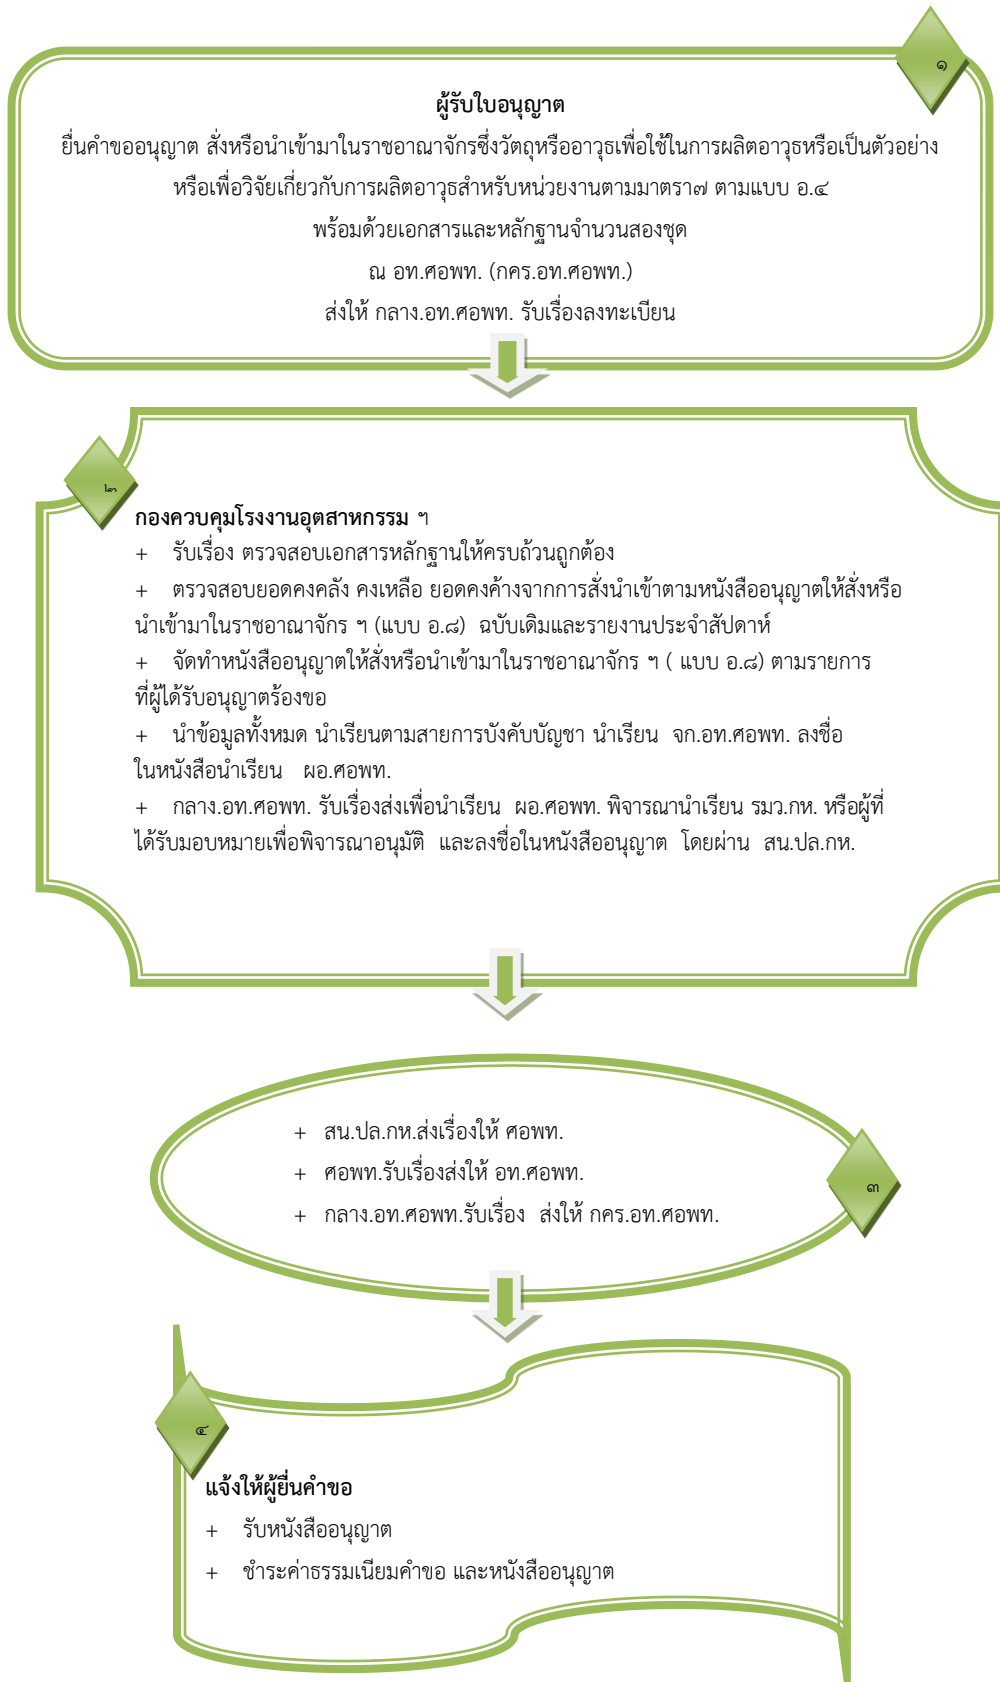 ๑
ผู้รับใบอนุญาต
ยื่นคำขออนุญาต สั่งหรือนำเข้ามาในราชอาณาจักรซึ่งวัตถุหรืออาวุธเพื่อใช้ในการผลิตอาวุธหรือเป็นตัวอย่าง
หรือเพื่อวิจัยเกี่ยวกับการผลิตอาวุธสำหรับหน่วยงานตามมาตรา๗ ตามแบบ อ.๔
พร้อมด้วยเอกสารและหลักฐานจำนวนสองชุด
ณ อท.ศอพท. (กคร.อท.ศอพท.)
ส่งให้ กลาง.อท.ศอพท. รับเรื่องลงทะเบียน
๒
กองควบคุมโรงงานอุตสาหกรรม ฯ
+ รับเรื่อง ตรวจสอบเอกสารหลักฐานให้ครบถ้วนถูกต้อง
+ ตรวจสอบยอดคงคลัง คงเหลือ ยอดคงค้างจากการสั่งนำเข้าตามหนังสืออนุญาตให้สั่งหรือ
นำเข้ามาในราชอาณาจักร ฯ (แบบ อ.๘) ฉบับเดิมและรายงานประจำสัปดาห์
+ จัดทำหนังสืออนุญาตให้สั่งหรือนำเข้ามาในราชอาณาจักร ฯ ( แบบ อ.๘) ตามรายการ
ที่ผู้ได้รับอนุญาตร้องขอ
+ นำข้อมูลทั้งหมด นำเรียนตามสายการบังคับบัญชา นำเรียน จก.อท.ศอพท. ลงชื่อ
ในหนังสือนำเรียน ผอ.ศอพท.
+ กลาง.อท.ศอพท. รับเรื่องส่งเพื่อนำเรียน ผอ.ศอพท. พิจารณานำเรียน รมว.กห. หรือผู้ที่
ได้รับมอบหมายเพื่อพิจารณาอนุมัติ และลงชื่อในหนังสืออนุญาต โดยผ่าน สน.ปล.กห.
+ สน.ปล.กห.ส่งเรื่องให้ ศอพท.
+ ศอพท.รับเรื่องส่งให้ อท.ศอพท.
๓
+ กลาง.อท.ศอพท.รับเรื่อง ส่งให้ กคร.อท.ศอพท.
๔
แจ้งให้ผู้ยื่นคำขอ
+ รับหนังสืออนุญาต
+ ชำระค่าธรรมเนียมคำขอ และหนังสืออนุญาต